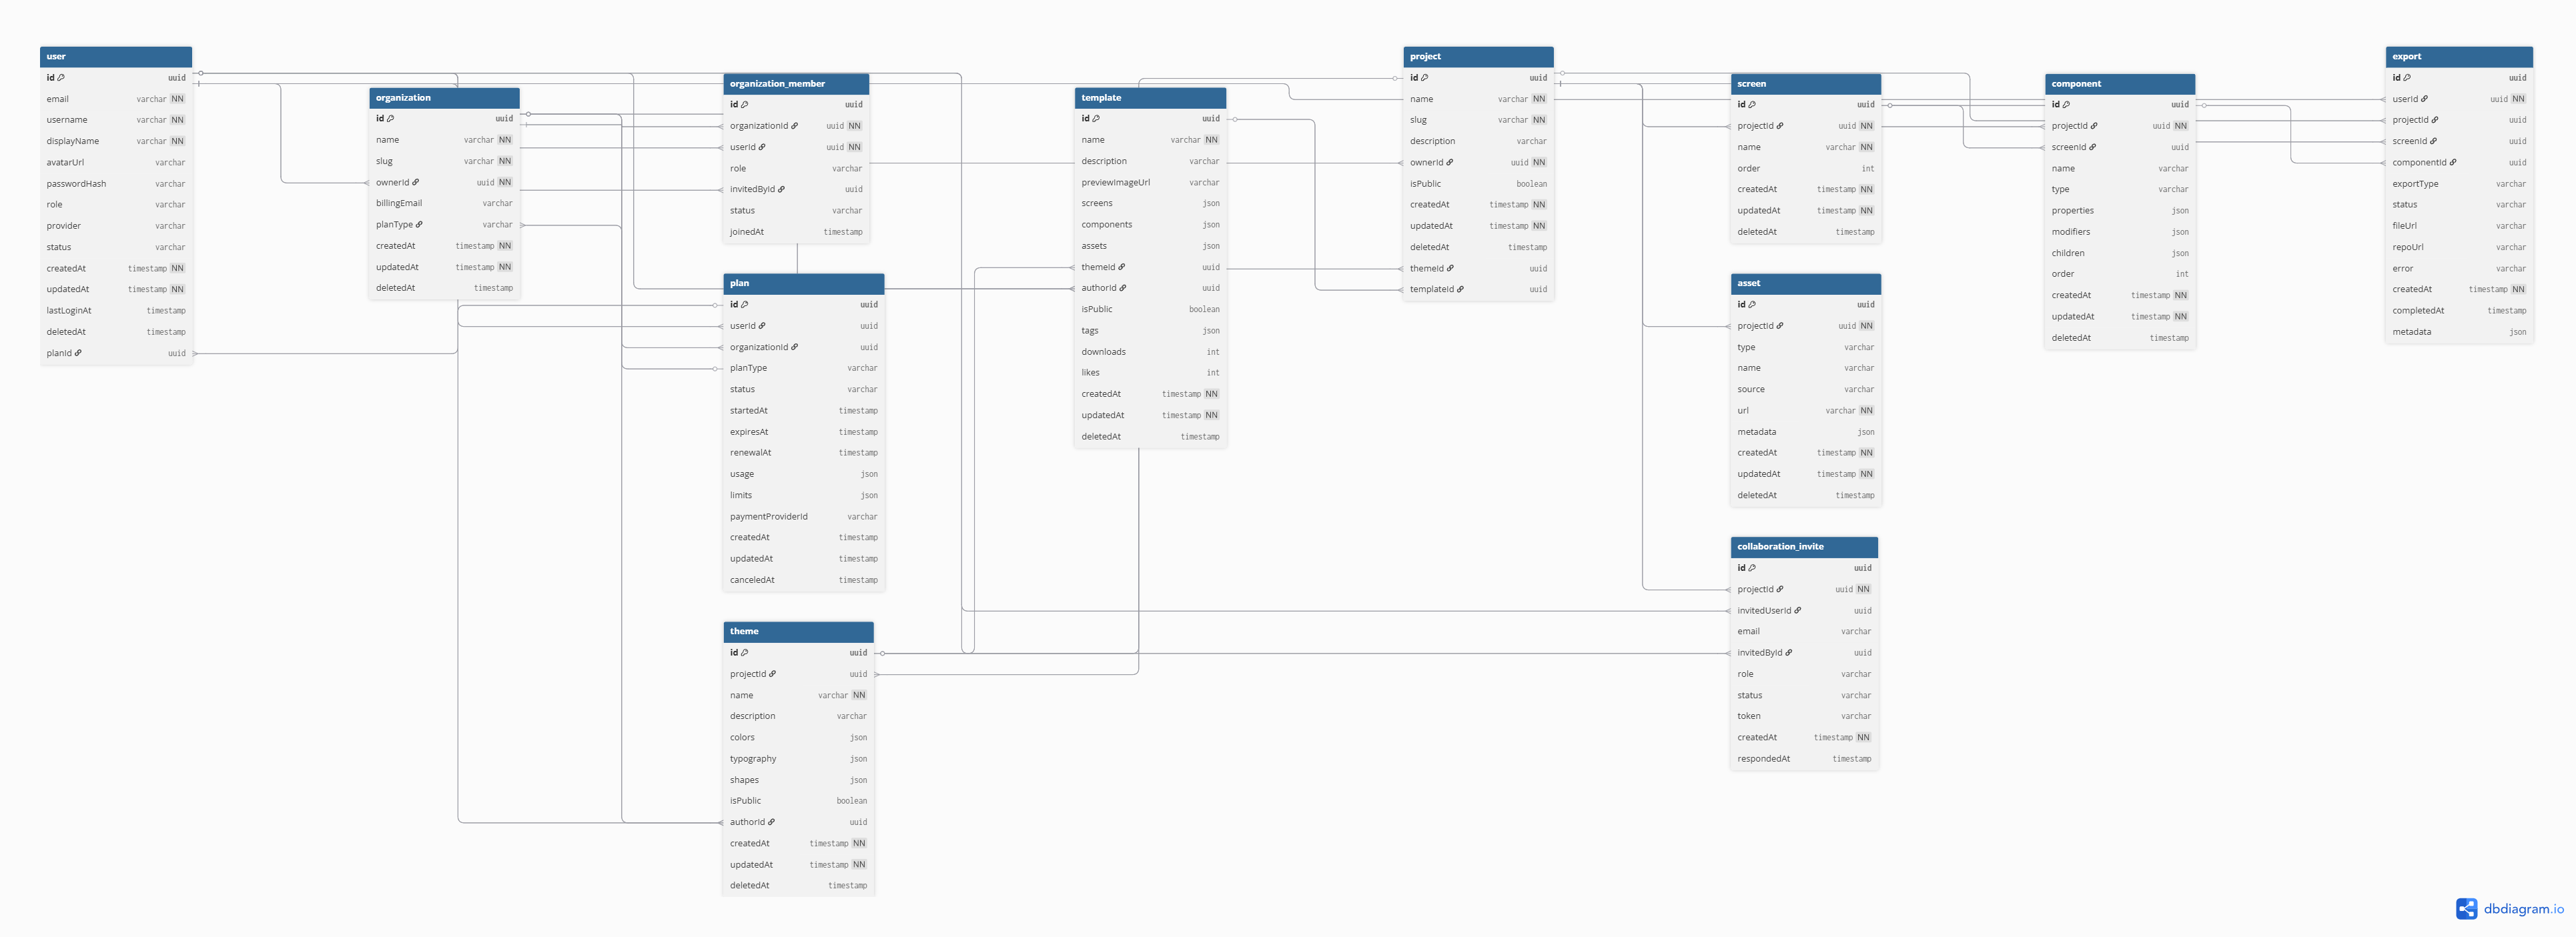 user
id uuid
email varchar NN
username varchar NN
displayName varchar NN
avatarUrl varchar
passwordHash varchar
role varchar
provider varchar
status varchar
createdAt timestamp NN
updatedAt timestamp NN
lastLoginAt timestamp
deletedAt timestamp
planId uuid
organization
id uuid
name varchar NN
slug varchar NN
ownerId uuid NN
billingEmail varchar
planType varchar
createdAt timestamp NN
updatedAt timestamp NN
deletedAt timestamp
organization_member
id uuid
organizationId uuid NN
userId uuid NN
role varchar
invitedById uuid
status varchar
joinedAt timestamp
plan
id uuid
userId uuid
organizationId uuid
planType varchar
status varchar
startedAt timestamp
expiresAt timestamp
renewalAt timestamp
usage json
limits json
paymentProviderId varchar
createdAt timestamp
updatedAt timestamp
canceledAt timestamp
theme
id uuid
projectId uuid
name varchar NN
description varchar
colors json
typography json
shapes json
isPublic boolean
authorId uuid
createdAt timestamp NN
updatedAt timestamp NN
deletedAt timestamp
template
id uuid
name varchar NN
description varchar
previewImageUrl varchar
screens json
components json
assets json
themeId uuid
authorId uuid
isPublic boolean
tags json
downloads int
likes int
createdAt timestamp NN
updatedAt timestamp NN
deletedAt timestamp
project
id uuid
name varchar NN
slug varchar NN
description varchar
ownerId uuid NN
isPublic boolean
createdAt timestamp NN
updatedAt timestamp NN
deletedAt timestamp
themeId uuid
templateId uuid
screen
id uuid
projectId uuid NN
name varchar NN
order int
createdAt timestamp NN
updatedAt timestamp NN
deletedAt timestamp
asset
id uuid
projectId uuid NN
type varchar
name varchar
source varchar
url varchar NN
metadata json
createdAt timestamp NN
updatedAt timestamp NN
deletedAt timestamp
collaboration_invite
id uuid
projectId uuid NN
invitedUserId uuid
email varchar
invitedById uuid
role varchar
status varchar
token varchar
createdAt timestamp NN
respondedAt timestamp
component
id uuid
projectId uuid NN
screenId uuid
name varchar
type varchar
properties json
modifiers json
children json
order int
createdAt timestamp NN
updatedAt timestamp NN
deletedAt timestamp
export
id uuid
userId uuid NN
projectId uuid
screenId uuid
componentId uuid
exportType varchar
status varchar
fileUrl varchar
repoUrl varchar
error varchar
createdAt timestamp NN
completedAt timestamp
metadata json
dbdiagram.io